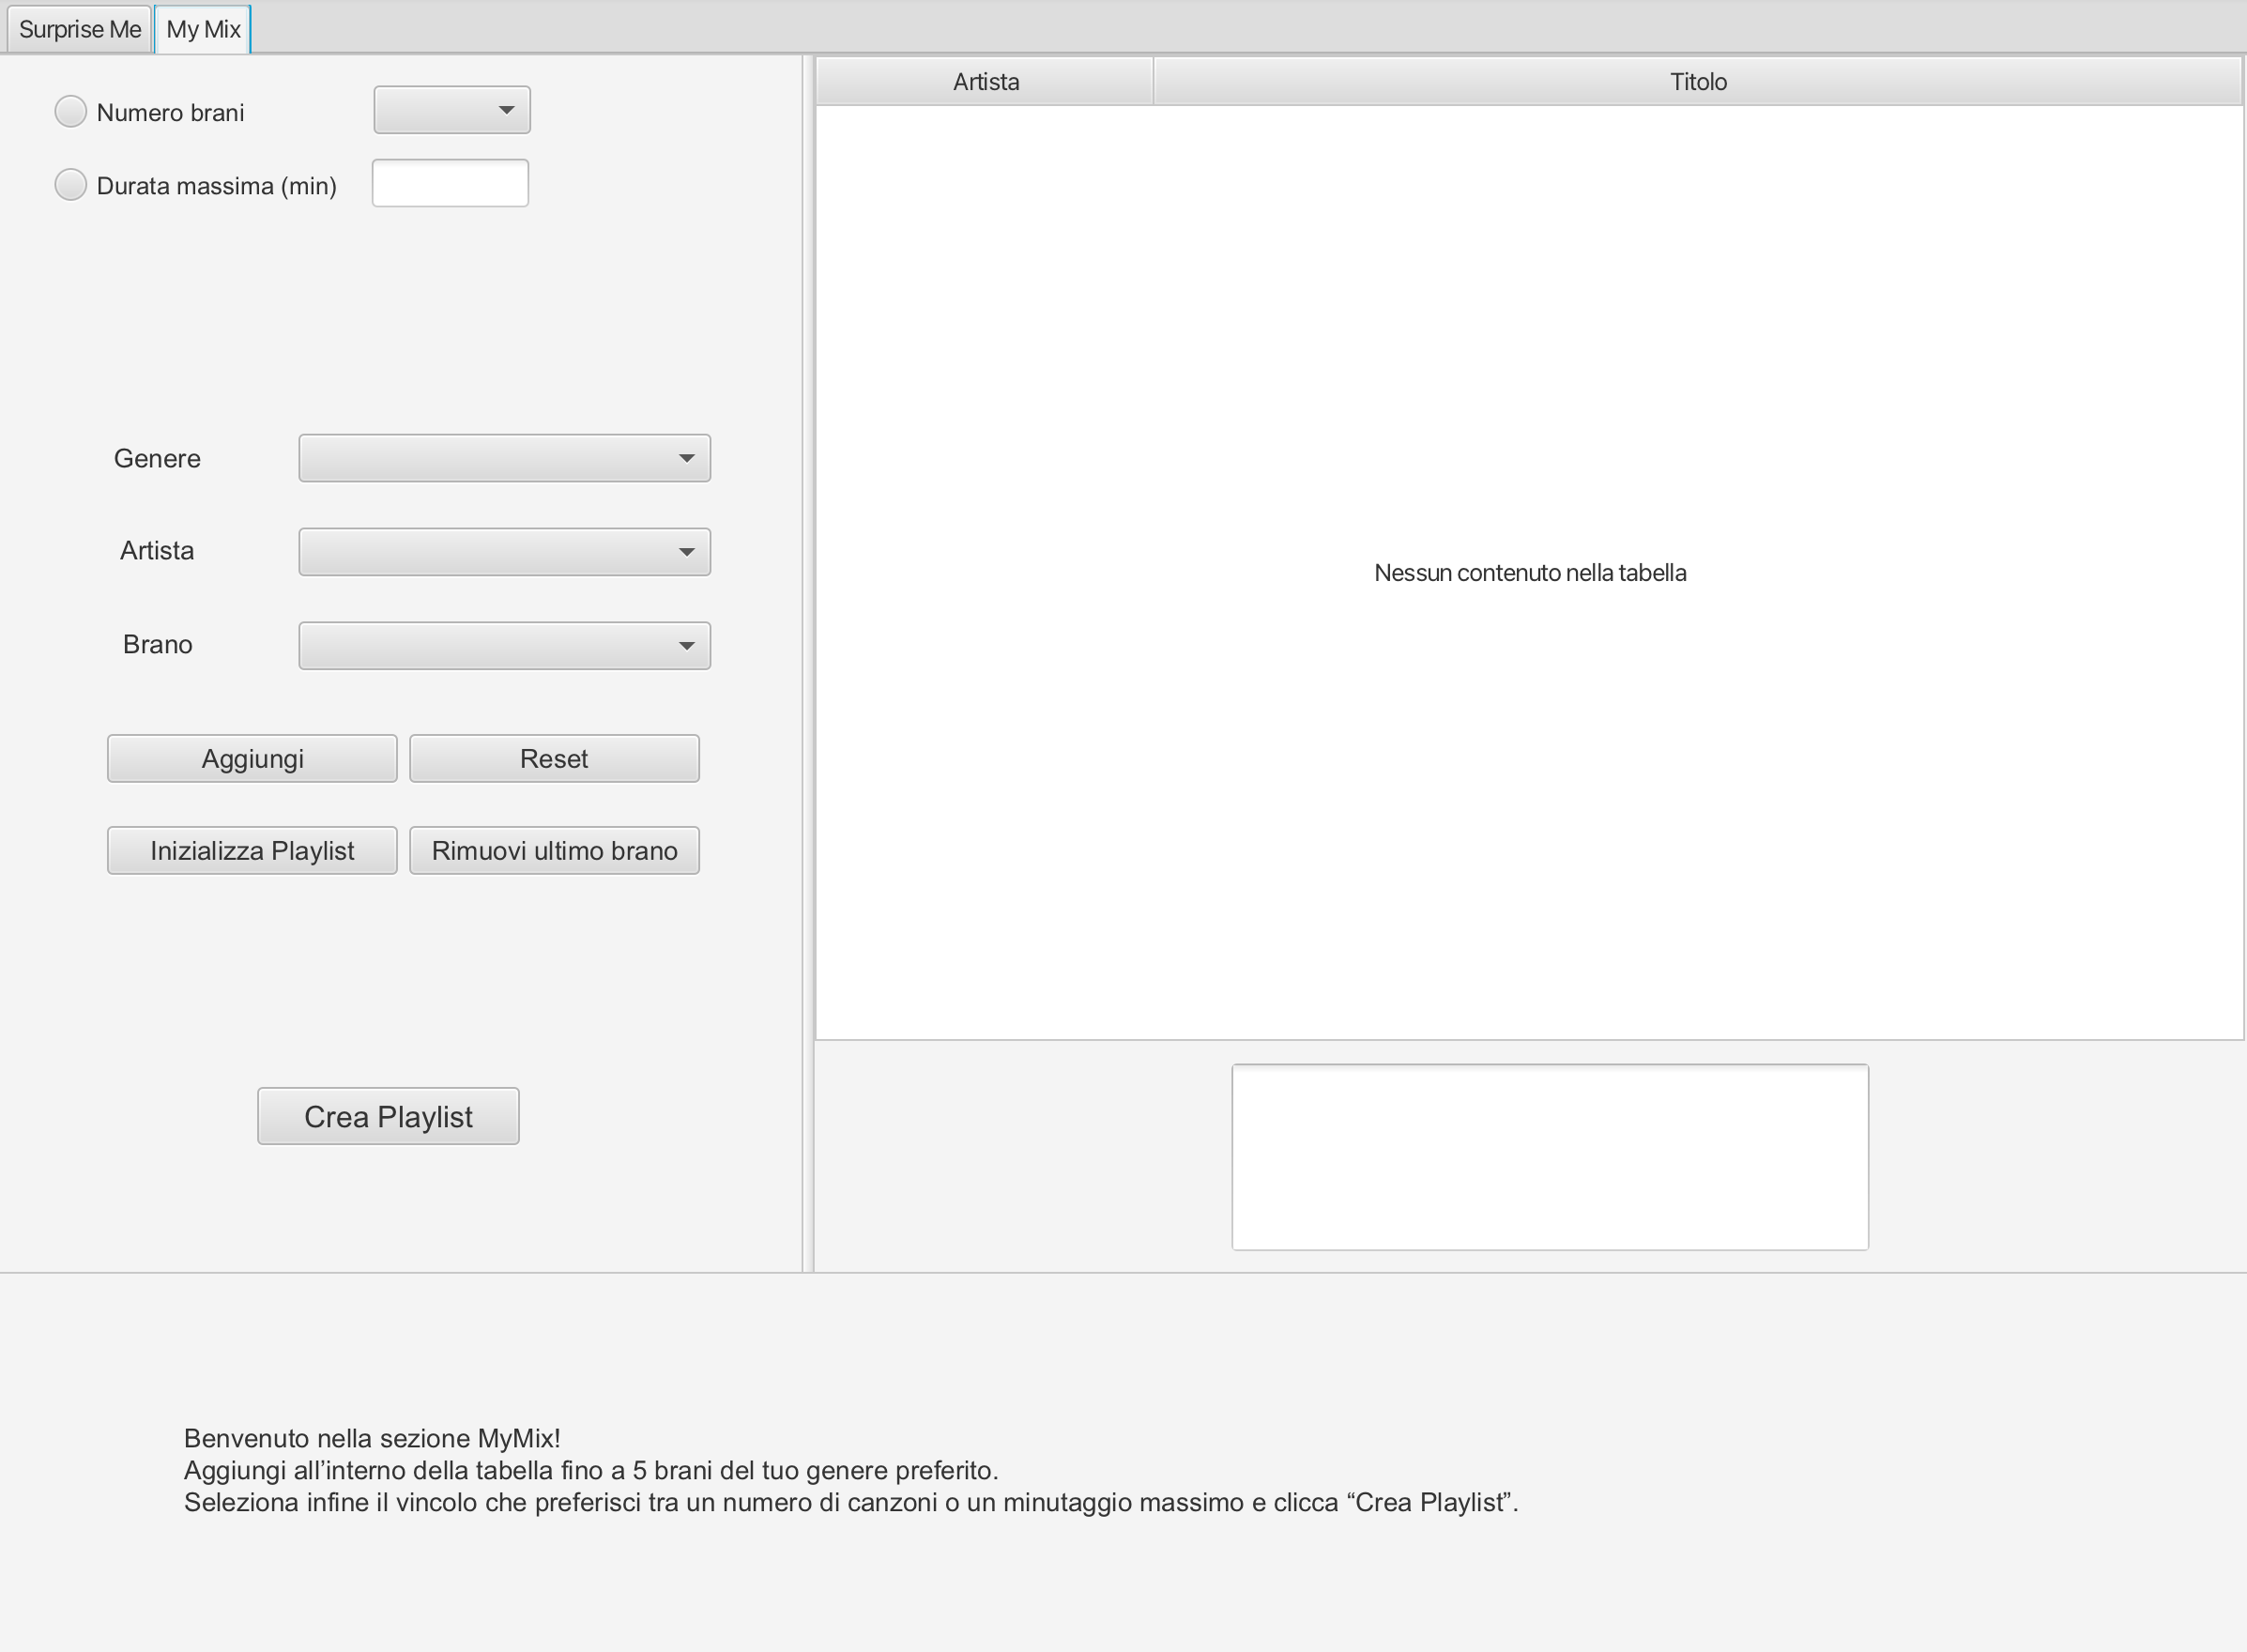 Surprise Me
My Mix
Numero brani
Durata massima (min)
Genere
Artista
Brano
Aggiungi
Reset
Inizializza Playlist
Rimuovi ultimo brano
Crea Playlist
Artista
Titolo
Nessun contenuto nella tabella
Benvenuto nella sezione MyMix!
Aggiungi all’interno della tabella fino a 5 brani del tuo genere preferito.
Seleziona infine il vincolo che preferisci tra un numero di canzoni o un minutaggio massimo e clicca “Crea Playlist”.